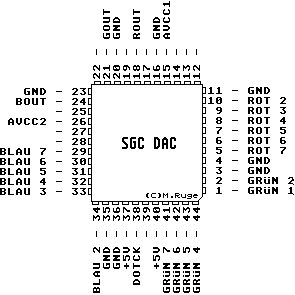 22 -
21 - GOUT
20 - GND
19 -
18 - ROUT
17 -
16 - GND
15 - AVCC1
14 -
13 -
12 -
GND - 23
BOUT - 24
- 25
AVCC2 - 26
- 27
- 28
BLAU 7 - 29
BLAU 6 - 30
BLAU 5 - 31
BLAU 4 - 32
BLAU 3 - 33
SGC DAC
(C)M.Ruge
11 - GND
10 - ROT 2
9 - ROT 3
8 - ROT 4
7 - ROT 5
6 - ROT 6
5 - ROT 7
4 - GND
3 - GND
2 - GRüN 2
1 - GRüN 1
BLAU 2 - 34
GND - 35
GND - 36
+5V - 37
DOTCK - 38
- 39
+5V - 40
GRüN 7 - 41
GRüN 6 - 42
GRüN 5 - 43
GRüN 4 - 44